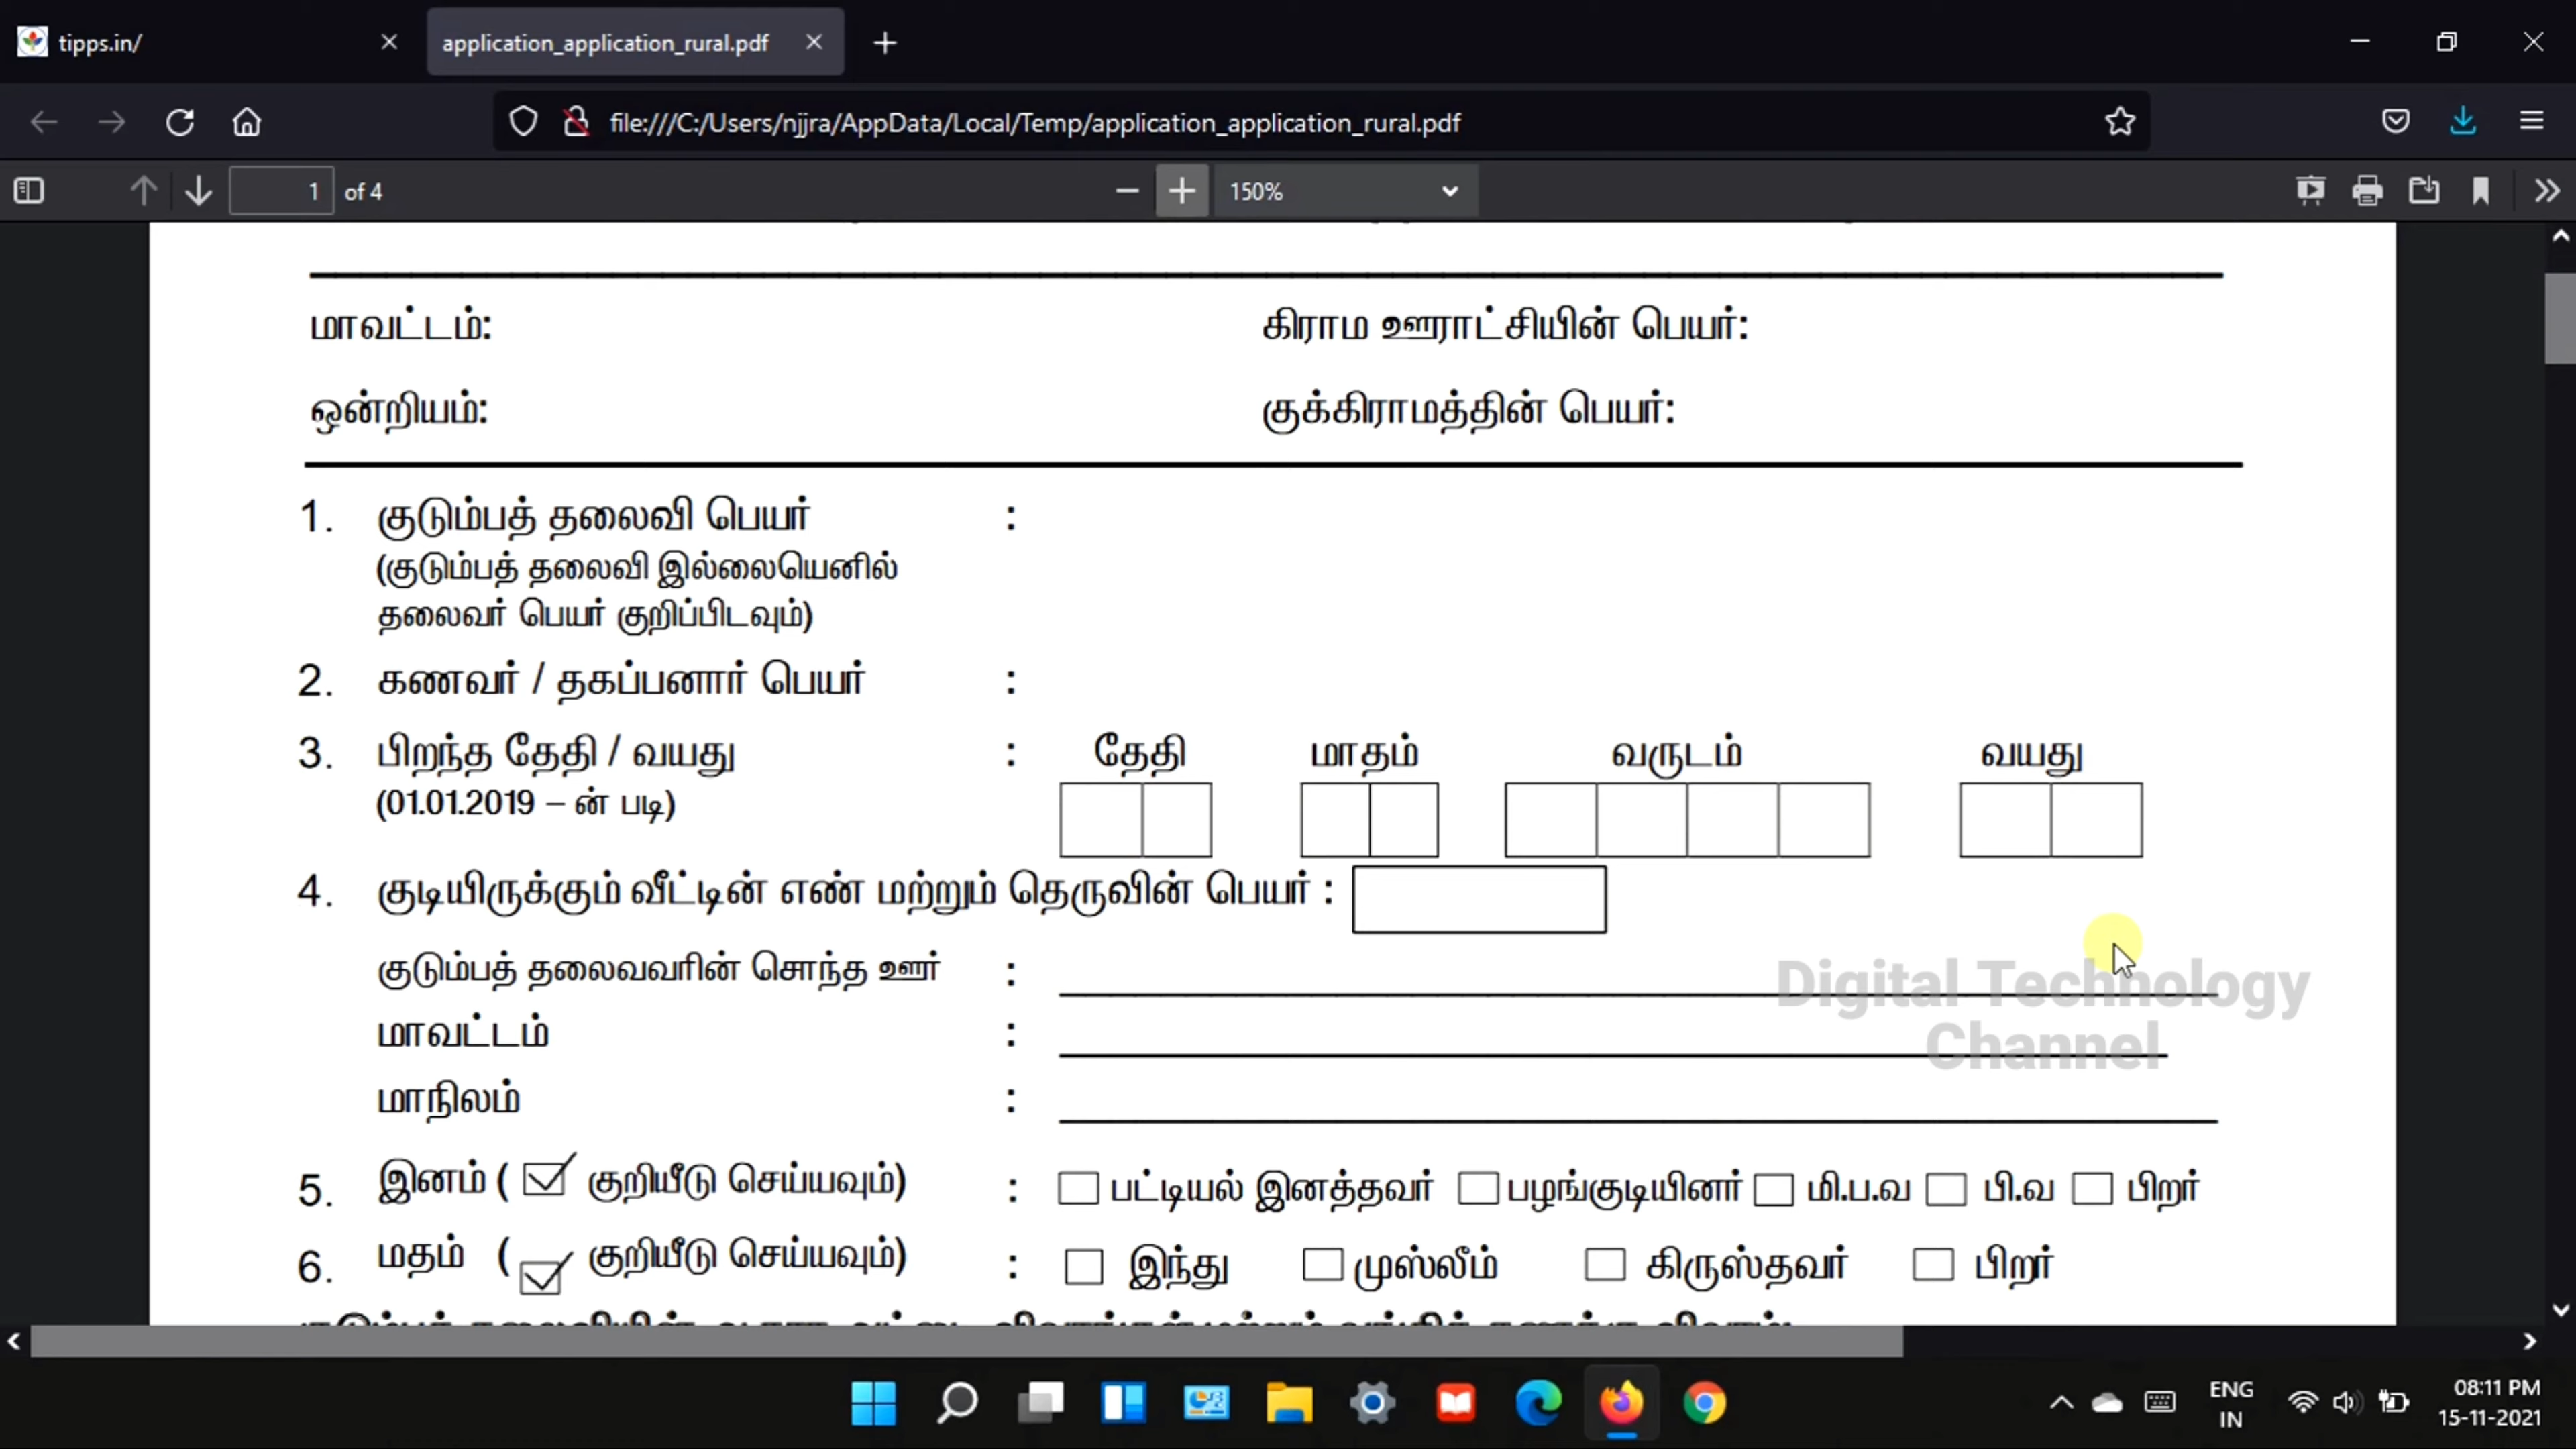 tipps.in/
application_application_rural.pdf
file:///C:/Users/njjra/AppData/Local/Temp/application_application_rural.pdf
1 of 4
150%
மாவட்டம்: கிராம ஊராட்சியின் பெயர்:
ஒன்றியம்: குக்கிராமத்தின் பெயர்:
1. குடும்பத் தலைவி பெயர் :
(குடும்பத் தலைவி இல்லையெனில்
தலைவர் பெயர் குறிப்பிடவும்)
2. கணவர் / தகப்பனார் பெயர் :
3. பிறந்த தேதி / வயது : தேதி மாதம் வருடம் வயது
(01.01.2019 – ன் படி)
4. குடியிருக்கும் வீட்டின் எண் மற்றும் தெருவின் பெயர் :
குடும்பத் தலைவவரின் சொந்த ஊர் :
மாவட்டம் :
மாநிலம் :
Digital Technology
Channel
5. இனம் ( குறியீடு செய்யவும்) : பட்டியல் இனத்தவர் பழங்குடியினர் மி.ப.வ பி.வ பிறர்
6. மதம் ( குறியீடு செய்யவும்) : இந்து முஸ்லீம் கிருஸ்தவர் பிறர்
ENG
IN
08:11 PM
15-11-2021